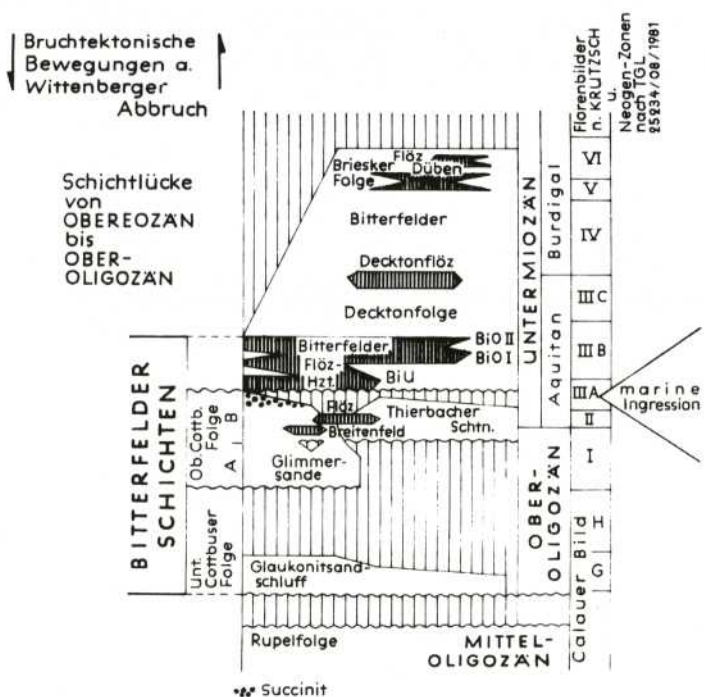 Bruchtektonische
Bewegungen a.
Wittenberger
Abbruch
Florenbilder
n. KRUTZSCH
u.
Neogen-Zonen
nach TGL
25234/08/1981
Schichtlücke
von
OBEREOZÄN
bis
OBER-
OLIGOZÄN
Flöz
Düben
Briesker
Folge
Bitterfelder
Decktonflöz
Decktonfolge
Bitterfelder
Flöz-
Hzt.
BiO II
BiO I
BiU
Flöz
Breitenfeld
Thierbacher
Schtn.
Glimmer-
sande
Glaukonitsand-
schluff
Rupelfolge
BITTERFELDER
SCHICHTEN
Ob. Cottb.
Folge
B
A
Unt.
Cottbuser
Folge
UNTERMIOZÄN
Burdigal
Aquitan
OBER-
OLIGOZÄN
MITTEL-
OLIGOZÄN
VI
V
IV
III C
III B
III A
II
I
H
G
Calauer Bild
marine
Ingression
Succinit